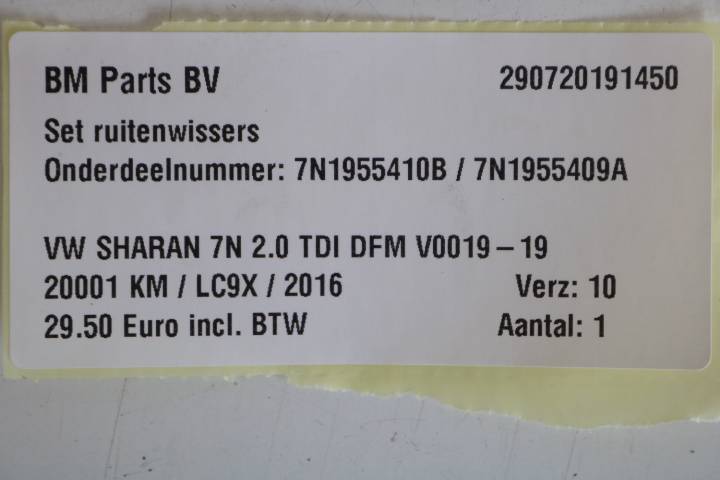 BM Parts BV 290720191450
Set ruitenwissers
Onderdeelnummer: 7N1955410B / 7N1955409A
VW SHARAN 7N 2.0 TDI DFM V0019 – 19
20001 KM / LC9X / 2016 Verz: 10
29.50 Euro incl. BTW Aantal: 1